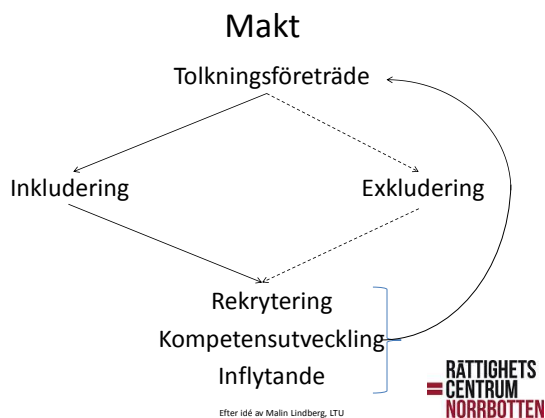 Makt
Tolkningsföreträde
Inkludering
Exkludering
Rekrytering
Kompetensutveckling
Inflytande
Efter idé av Malin Lindberg, LTU
RÄTTIGHETS
CENTRUM
NORRBOTTEN